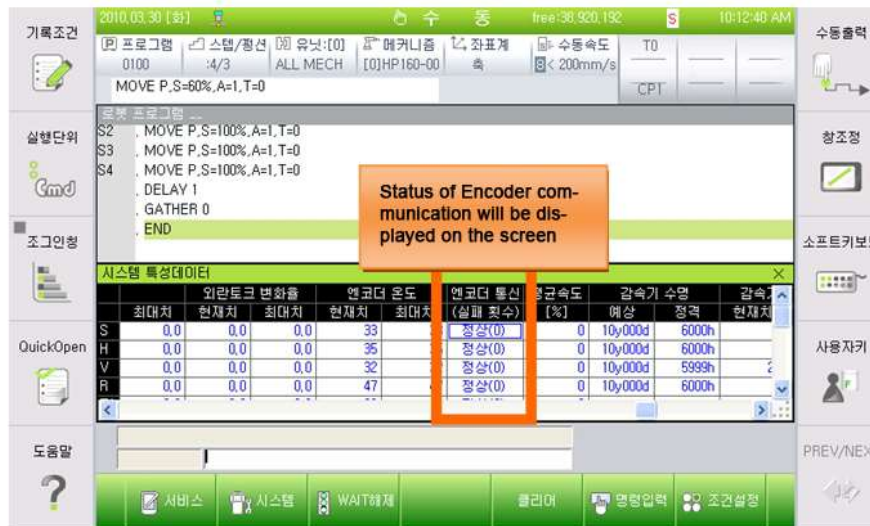 기록조건
실행단위
Cmd
조그인칭
QuickOpen
도움말
?
2010,03,30 [화] 수 동 free:38,920,192 S 10:12:40 AM
프로그램 스텝/펑션 유닛:[0] 메커니즘 좌표계 수동속도 T0
0100 :4/3 ALL MECH [0]HP160-00 축 8< 200mm/s
CPT
MOVE P,S=60%,A=1,T=0
로봇 프로그램 ...
S2 , MOVE P,S=100%,A=1,T=0
S3 , MOVE P,S=100%,A=1,T=0
S4 , MOVE P,S=100%,A=1,T=0
, DELAY 1
, GATHER 0
, END
Status of Encoder com-
munication will be dis-
played on the screen
시스템 특성데이터
외란토크 변화율 엔코더 온도 엔코더 통신 평균속도 감속기 수명
최대치 현재치 최대치 현재치 최대치 (실패 횟수) [%] 예상 정격 현재치
S 0,0 0,0 0,0 33 정상(0) 0 10y000d 6000h
H 0,0 0,0 0,0 35 정상(0) 0 10y000d 6000h
V 0,0 0,0 0,0 32 정상(0) 0 10y000d 5999h
R 0,0 0,0 0,0 47 정상(0) 0 10y000d 6000h
서비스 시스템 WAIT해제 클리어 명령입력 조건설정
수동출력
창조정
소프트키보드
사용자키
F
PREV/NEX